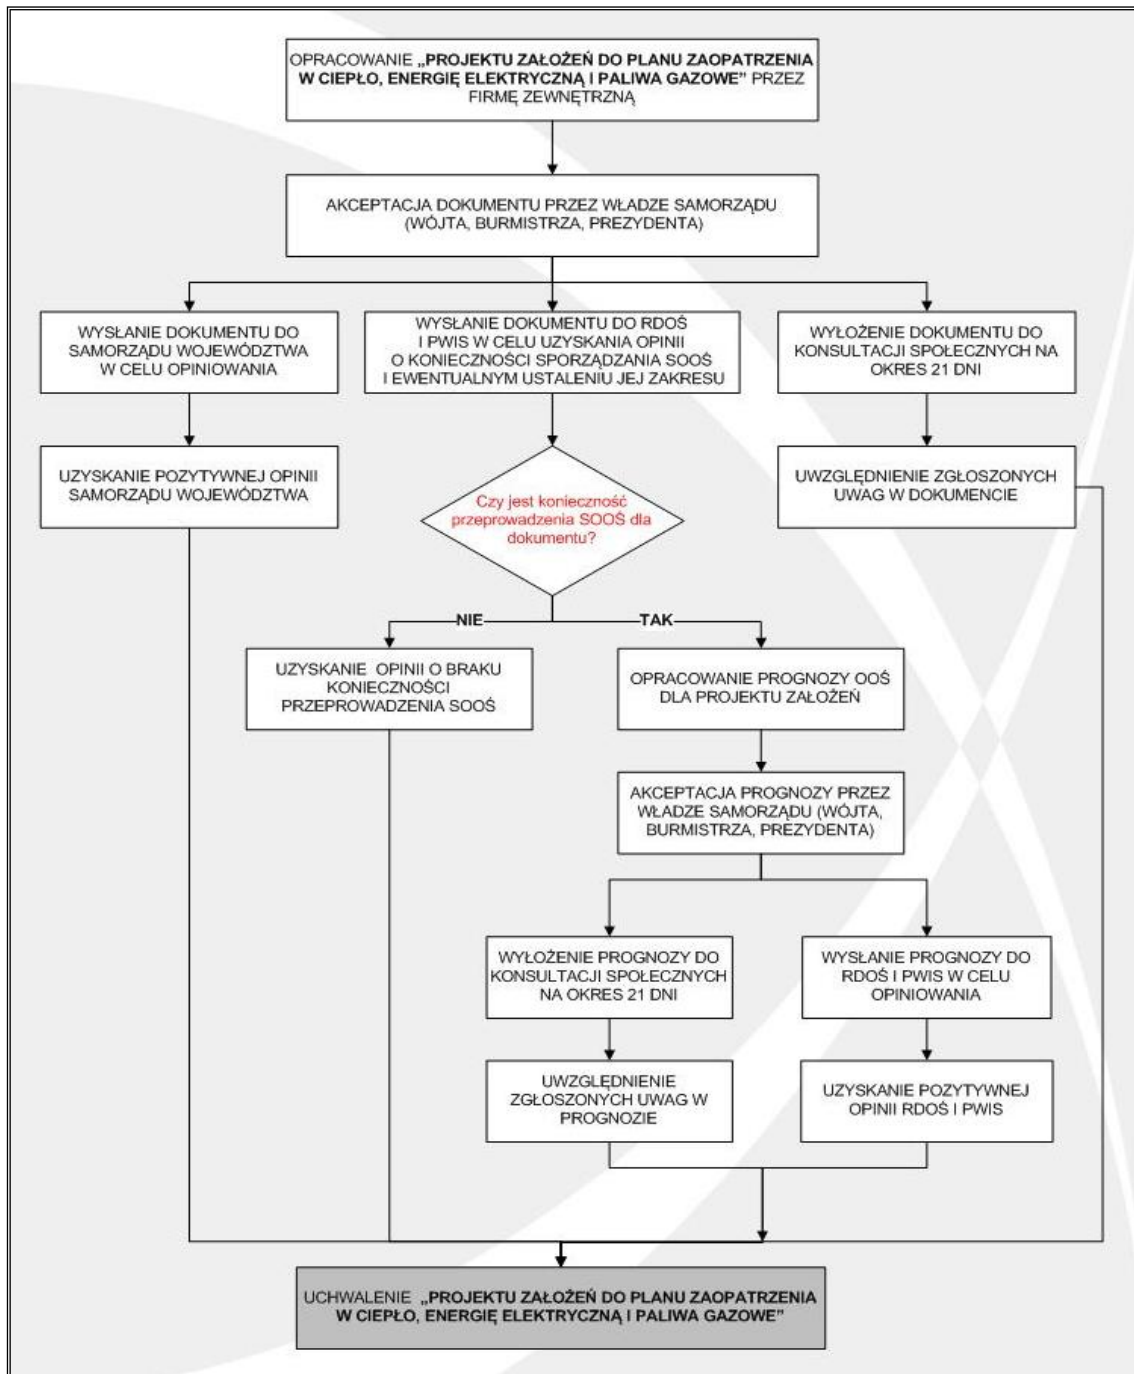 OPRACOWANIE „PROJEKTU ZAŁOŻEŃ DO PLANU ZAOPATRZENIA
W CIEPŁO, ENERGIĘ ELEKTRYCZNĄ I PALIWA GAZOWE” PRZEZ
FIRMĘ ZEWNĘTRZNĄ
AKCEPTACJA DOKUMENTU PRZEZ WŁADZE SAMORZĄDU
(WÓJTA, BURMISTRZA, PREZYDENTA)
WYSŁANIE DOKUMENTU DO
SAMORZĄDU WOJEWÓDZTWA
W CELU OPINIOWANIA
WYSŁANIE DOKUMENTU DO RDOŚ
I PWIS W CELU UZYSKANIA OPINII
O KONIECZNOŚCI SPORZĄDZANIA SOOŚ
I EWENTUALNYM USTALENIU JEJ ZAKRESU
WYŁOŻENIE DOKUMENTU DO
KONSULTACJI SPOŁECZNYCH NA
OKRES 21 DNI
UZYSKANIE POZYTYWNEJ OPINII
SAMORZĄDU WOJEWÓDZTWA
Czy jest konieczność
przeprowadzenia SOOŚ dla
dokumentu?
UWZGLĘDNIENIE ZGŁOSZONYCH
UWAG W DOKUMENCIE
NIE
TAK
UZYSKANIE OPINII O BRAKU
KONIECZNOŚCI
PRZEPROWADZENIA SOOŚ
OPRACOWANIE PROGNOZY OOŚ
DLA PROJEKTU ZAŁOŻEŃ
AKCEPTACJA PROGNOZY PRZEZ
WŁADZE SAMORZĄDU (WÓJTA,
BURMISTRZA, PREZYDENTA)
WYŁOŻENIE PROGNOZY DO
KONSULTACJI SPOŁECZNYCH
NA OKRES 21 DNI
WYSŁANIE PROGNOZY DO
RDOŚ I PWIS W CELU
OPINIOWANIA
UWZGLĘDNIENIE
ZGŁOSZONYCH UWAG W
PROGNOZIE
UZYSKANIE POZYTYWNEJ
OPINII RDOŚ I PWIS
UCHWALENIE „PROJEKTU ZAŁOŻEŃ DO PLANU ZAOPATRZENIA
W CIEPŁO, ENERGIĘ ELEKTRYCZNĄ I PALIWA GAZOWE”